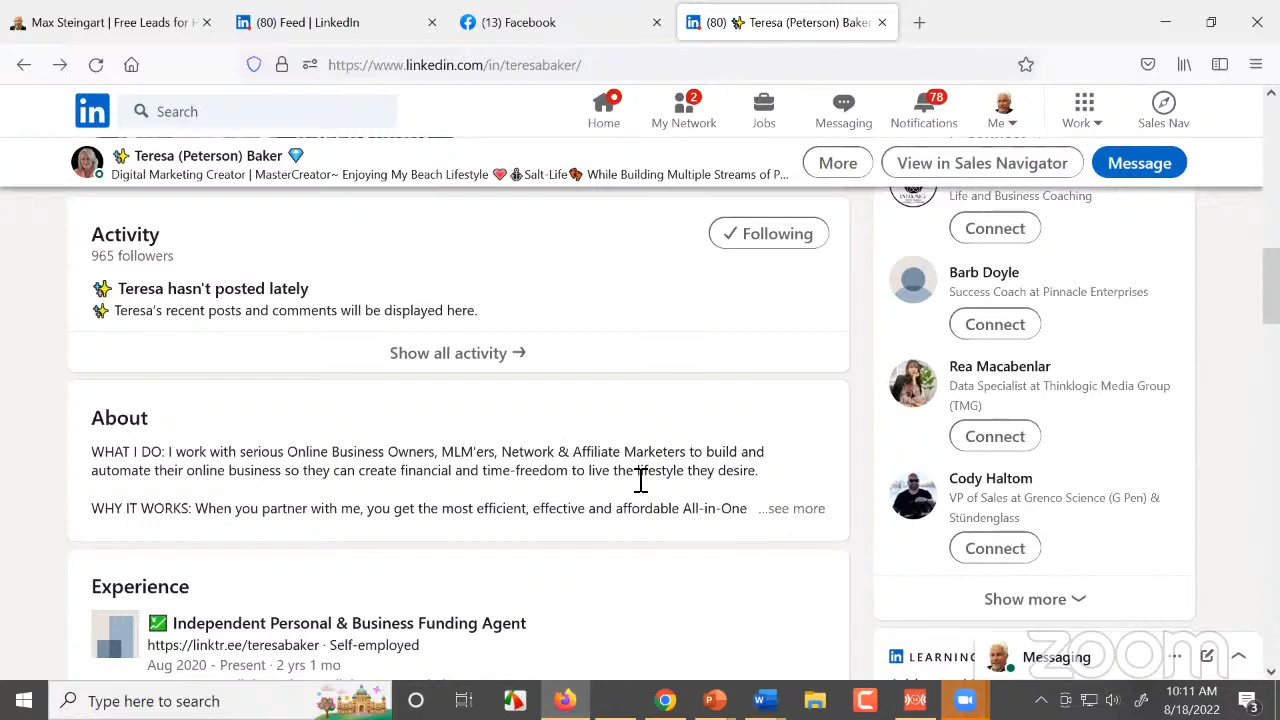 Max Steingart | Free Leads for H
(80) Feed | LinkedIn
(13) Facebook
(80) ✨ Teresa (Peterson) Baker
https://www.linkedin.com/in/teresabaker/
in
Search
Home
2
My Network
Jobs
Messaging
78
Notifications
Me
Work
Sales Nav
✨ Teresa (Peterson) Baker 💎
Digital Marketing Creator | MasterCreator~ Enjoying My Beach Lifestyle
Salt-Life
While Building Multiple Streams of P...
More
View in Sales Navigator
Message
Activity
965 followers
✓ Following
✨ Teresa hasn't posted lately
✨ Teresa's recent posts and comments will be displayed here.
Show all activity →
About
WHAT I DO: I work with serious Online Business Owners, MLM'ers, Network & Affiliate Marketers to build and
automate their online business so they can create financial and time-freedom to live the lifestyle they desire.
WHY IT WORKS: When you partner with me, you get the most efficient, effective and affordable All-in-One ...see more
Experience
💹 Independent Personal & Business Funding Agent
https://linktr.ee/teresabaker · Self-employed
Aug 2020 - Present · 2 yrs 1 mo
Life and Business Coaching
Connect
Barb Doyle
Success Coach at Pinnacle Enterprises
Connect
Rea Macabenlar
Data Specialist at Thinklogic Media Group
(TMG)
Connect
Cody Haltom
VP of Sales at Grenco Science (G Pen) &
Stündenglass
Connect
Show more
in LEARNING
Messaging
zoom
Type here to search
10:11 AM
8/18/2022
3